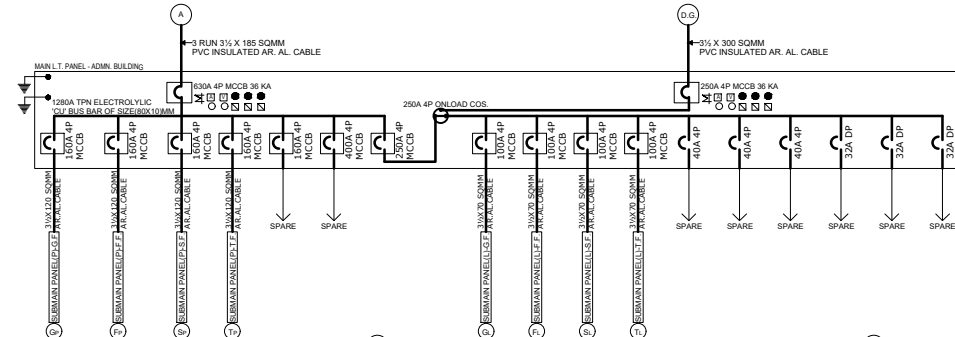 A
D.G.
3 RUN 3½ X 185 SQMM
PVC INSULATED AR. AL. CABLE
3½ X 300 SQMM
PVC INSULATED AR. AL. CABLE
MAIN L.T. PANEL - ADMN. BUILDING
630A 4P MCCB 36 KA
A V
250A 4P MCCB 36 KA
A V
1280A TPN ELECTROLYLIC
'CU' BUS BAR OF SIZE(80X10)MM
250A 4P ONLOAD COS.
160A 4P
MCCB
160A 4P
MCCB
160A 4P
MCCB
160A 4P
MCCB
160A 4P
MCCB
400A 4P
MCCB
250A 4P
MCCB
100A 4P
MCCB
100A 4P
MCCB
100A 4P
MCCB
100A 4P
MCCB
40A 4P
40A 4P
40A 4P
32A DP
32A DP
32A DP
3½X120 SQMM
AR.AL.CABLE
3½X120 SQMM
AR.AL.CABLE
3½X120 SQMM
AR.AL.CABLE
3½X120 SQMM
AR.AL.CABLE
SPARE
SPARE
3½X70 SQMM
AR.AL.CABLE
3½X70 SQMM
AR.AL.CABLE
3½X70 SQMM
AR.AL.CABLE
3½X70 SQMM
AR.AL.CABLE
SPARE
SPARE
SPARE
SPARE
SPARE
SPARE
SUBMAIN PANEL(P)-G.F.
SUBMAIN PANEL(P)-F.F.
SUBMAIN PANEL(P)-S.F.
SUBMAIN PANEL(P)-T.F.
SUBMAIN PANEL(L)-G.F.
SUBMAIN PANEL(L)-F.F.
SUBMAIN PANEL(L)-S.F.
SUBMAIN PANEL(L)-T.F.
GP
FP
SP
TP
GL
FL
SL
TL